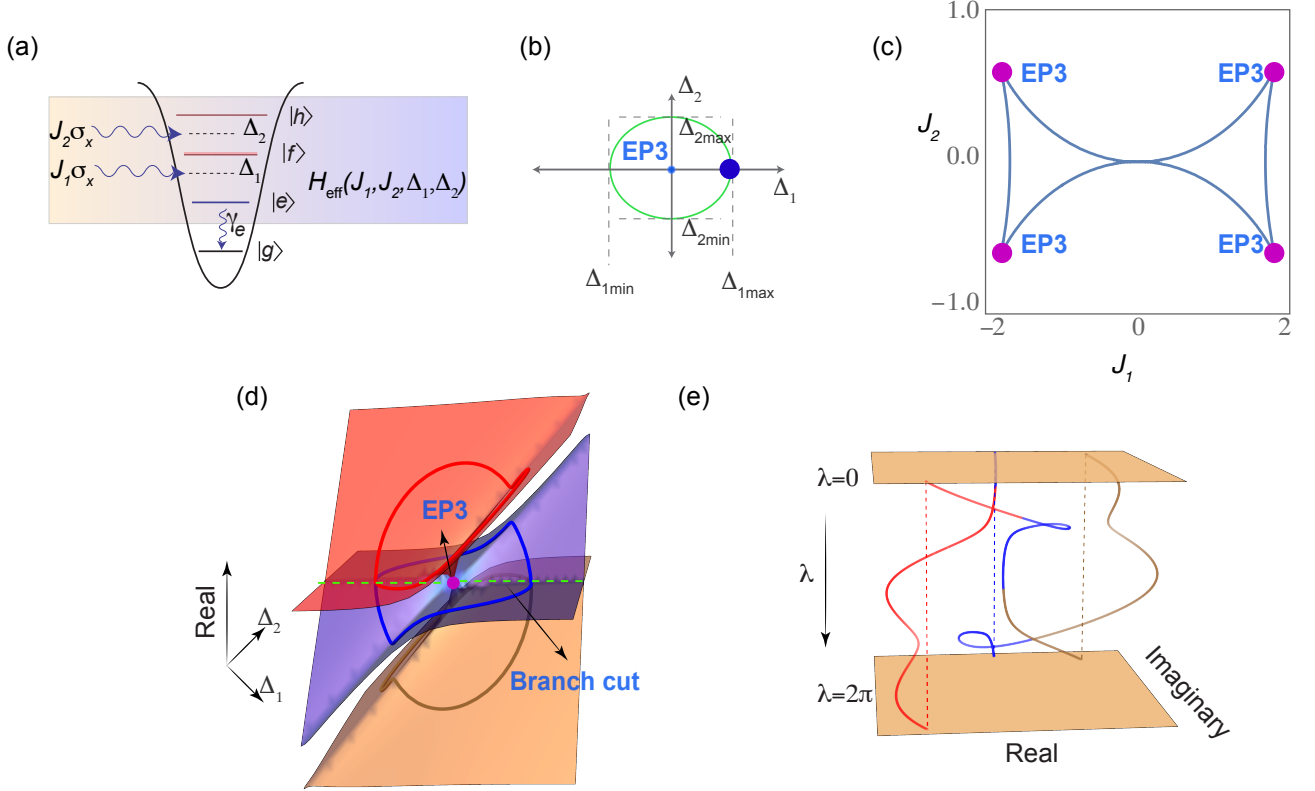 (a)
J₂σₓ
J₁σₓ
|h⟩
Δ₂
|f⟩
Δ₁
|e⟩
γₑ
|g⟩
H_eff(J₁,J₂,Δ₁,Δ₂)
(b)
Δ₂
Δ₂max
EP3
Δ₁
Δ₂min
Δ₁min
Δ₁max
(c)
1.0
EP3
EP3
J₂
0.0
EP3
EP3
−1.0
−2
0
2
J₁
(d)
EP3
Real
Δ₂
Δ₁
Branch cut
(e)
λ=0
λ
λ=2π
Imaginary
Real